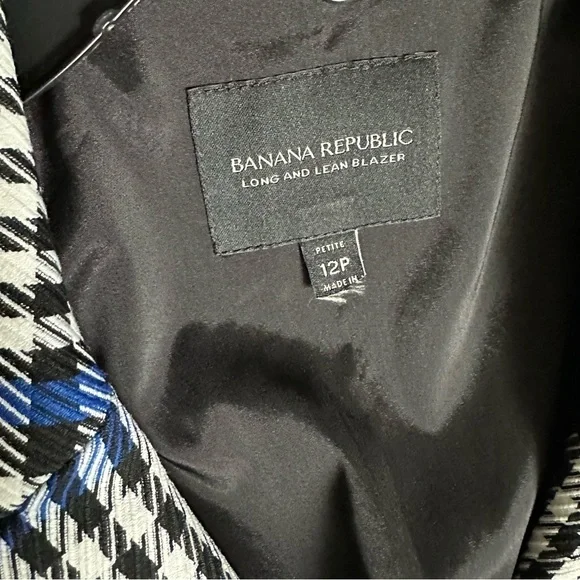 BANANA REPUBLIC
LONG AND LEAN BLAZER
PETITE
12P
MADE IN